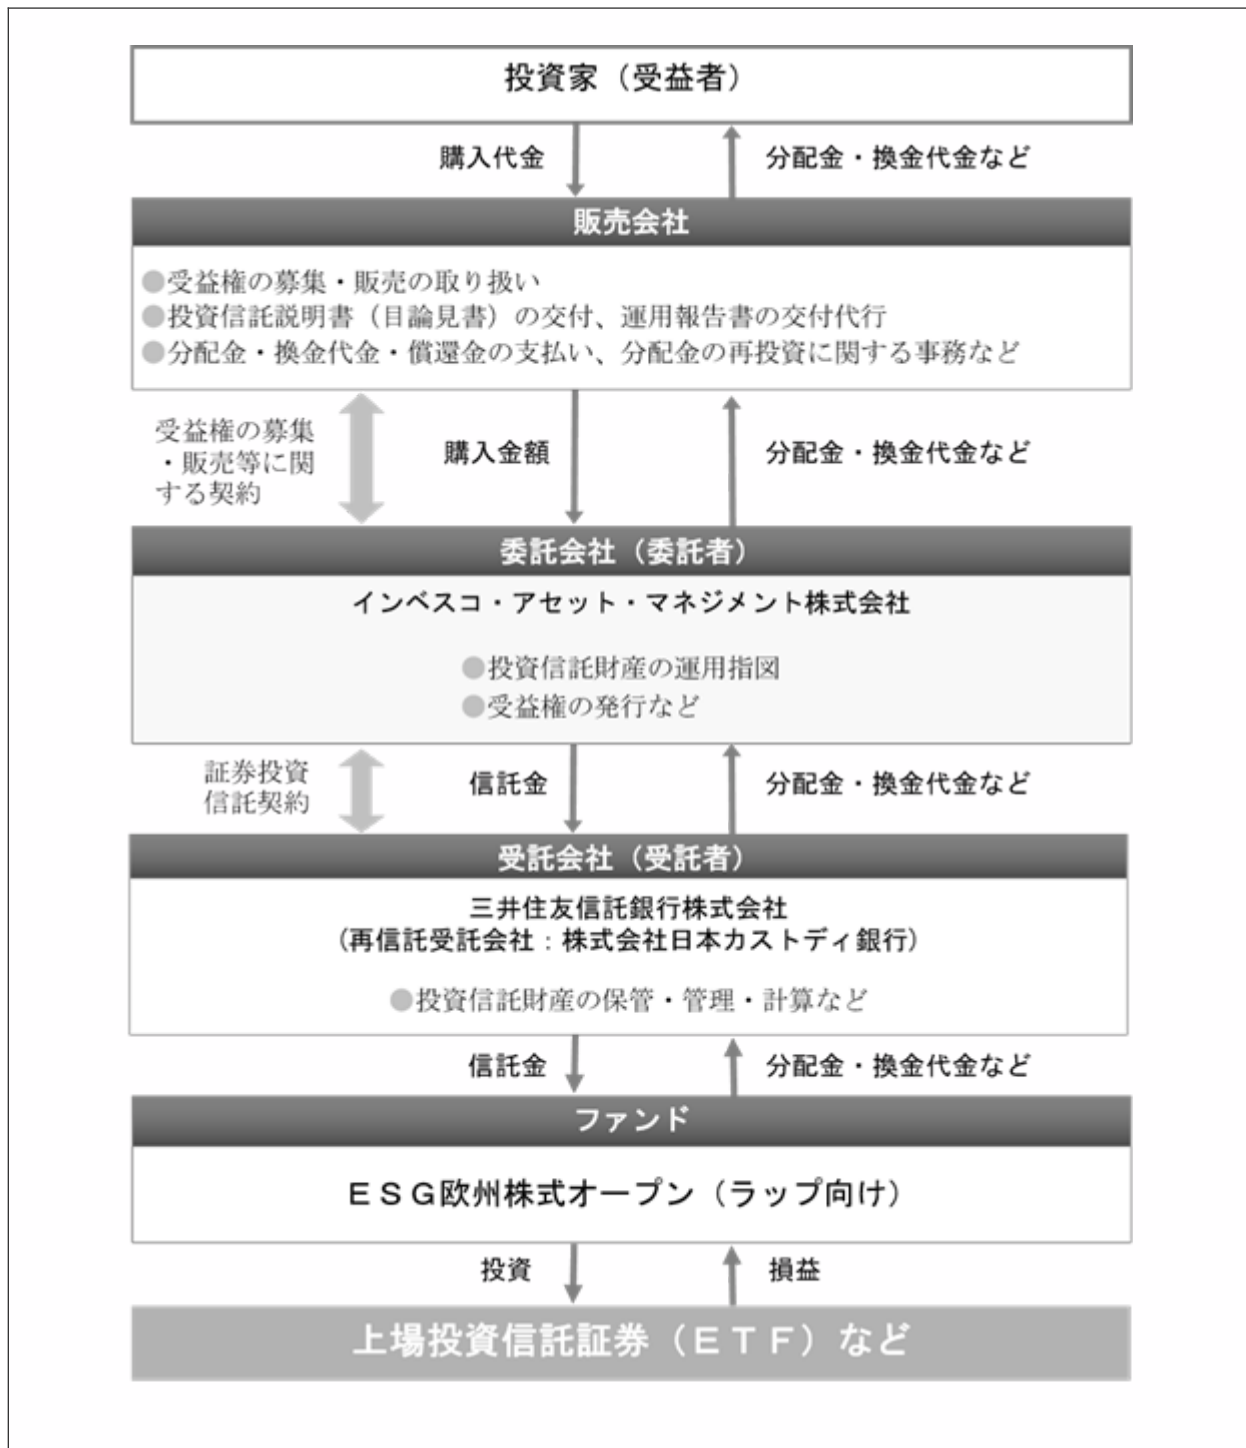 投資家（受益者）
購入代金
分配金・換金代金など
販売会社
●受益権の募集・販売の取り扱い
●投資信託説明書（目論見書）の交付、運用報告書の交付代行
●分配金・換金代金・償還金の支払い、分配金の再投資に関する事務など
受益権の募集
・販売等に関
する契約
購入金額
分配金・換金代金など
委託会社（委託者）
インベスコ・アセット・マネジメント株式会社
●投資信託財産の運用指図
●受益権の発行など
証券投資
信託契約
信託金
分配金・換金代金など
受託会社（受託者）
三井住友信託銀行株式会社
（再信託受託会社：株式会社日本カストディ銀行）
●投資信託財産の保管・管理・計算など
信託金
分配金・換金代金など
ファンド
ＥＳＧ欧州株式オープン（ラップ向け）
投資
損益
上場投資信託証券（ＥＴＦ）など